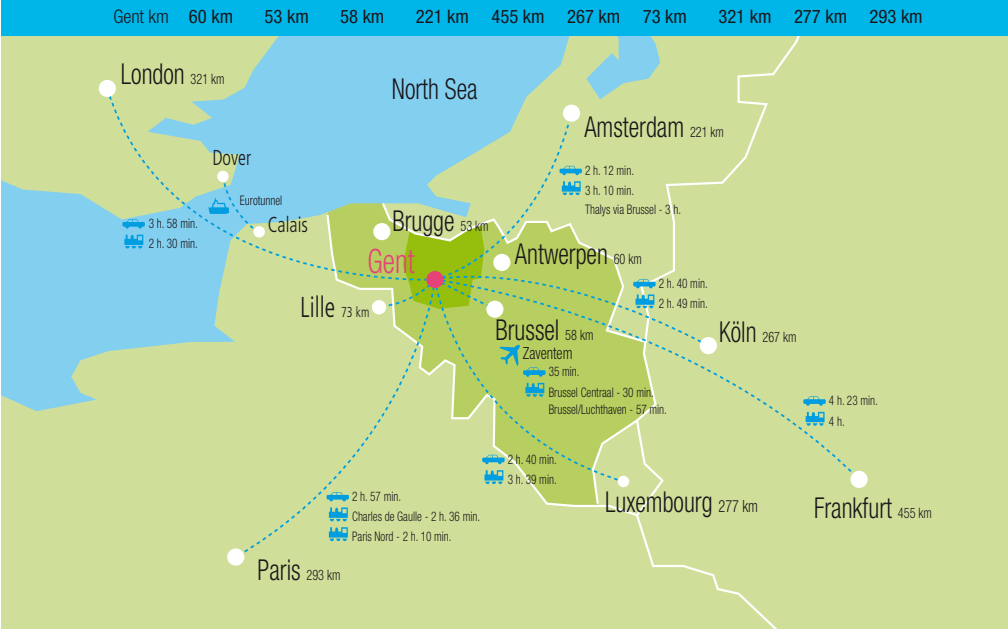 Gent km 60 km 53 km 58 km 221 km 455 km 267 km 73 km 321 km 277 km 293 km
London 321 km
North Sea
Amsterdam 221 km
2 h. 12 min.
3 h. 10 min.
Thalys via Brussel - 3 h.
Dover
Eurotunnel
Calais
3 h. 58 min.
2 h. 30 min.
Brugge 53 km
Gent
Antwerpen 60 km
Lille 73 km
2 h. 40 min.
2 h. 49 min.
Köln 267 km
Brussel 58 km
Zaventem
35 min.
Brussel Centraal - 30 min.
Brussel/Luchthaven - 57 min.
4 h. 23 min.
4 h.
Frankfurt 455 km
2 h. 40 min.
3 h. 39 min.
Luxembourg 277 km
2 h. 57 min.
Charles de Gaulle - 2 h. 36 min.
Paris Nord - 2 h. 10 min.
Paris 293 km